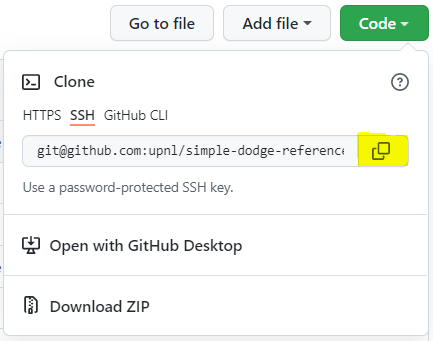 Go to file Add file Code
Clone
HTTPS SSH GitHub CLI
git@github.com:upnl/simple-dodge-reference
Use a password-protected SSH key.
Open with GitHub Desktop
Download ZIP